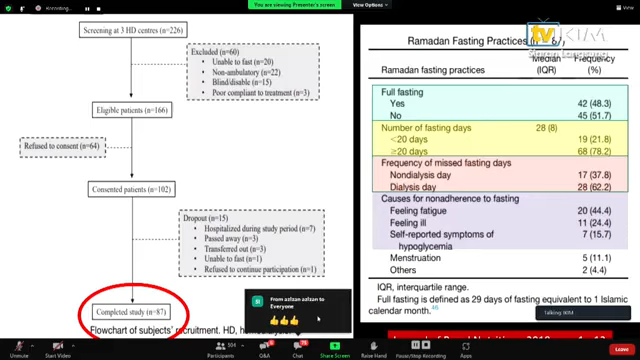 Recording...
You are viewing Presenter's screen
View Options
View
Screening at 3 HD centres (n=226)
Excluded (n=60)
• Unable to fast (n=20)
• Non-ambulatory (n=22)
• Blind/disable (n=15)
• Poor compliant to treatment (n=3)
Eligible patients (n=166)
Refused to consent (n=64)
Consented patients (n=102)
Dropout (n=15)
• Hospitalized during study period (n=7)
• Passed away (n=3)
• Transferred out (n=3)
• Unable to fast (n=1)
• Refused to continue participation (n=1)
Completed study (n=87)
Flowchart of subjects' recruitment. HD,
tvIKIM
Ramadan Fasting Practices
Ramadan fasting practices
Median (IQR)
Frequency (%)
Full fasting
Yes 42 (48.3)
No 45 (51.7)
Number of fasting days 28 (8)
<20 days 19 (21.8)
≥20 days 68 (78.2)
Frequency of missed fasting days
Nondialysis day 17 (37.8)
Dialysis day 28 (62.2)
Causes for nonadherence to fasting
Feeling fatigue 20 (44.4)
Feeling ill 11 (24.4)
Self-reported symptoms of hypoglycemia 7 (15.7)
Menstruation 5 (11.1)
Others 2 (4.4)
IQR, interquartile range.
Full fasting is defined as 29 days of fasting equivalent to 1 Islamic
calendar month.
From asfzan asfzan to
Everyone
👍👍👍
Unmute
Start Video
Participants
Q&A
Chat
Share Screen
Raise Hand
Pause/Stop Recording
Apps
Leave